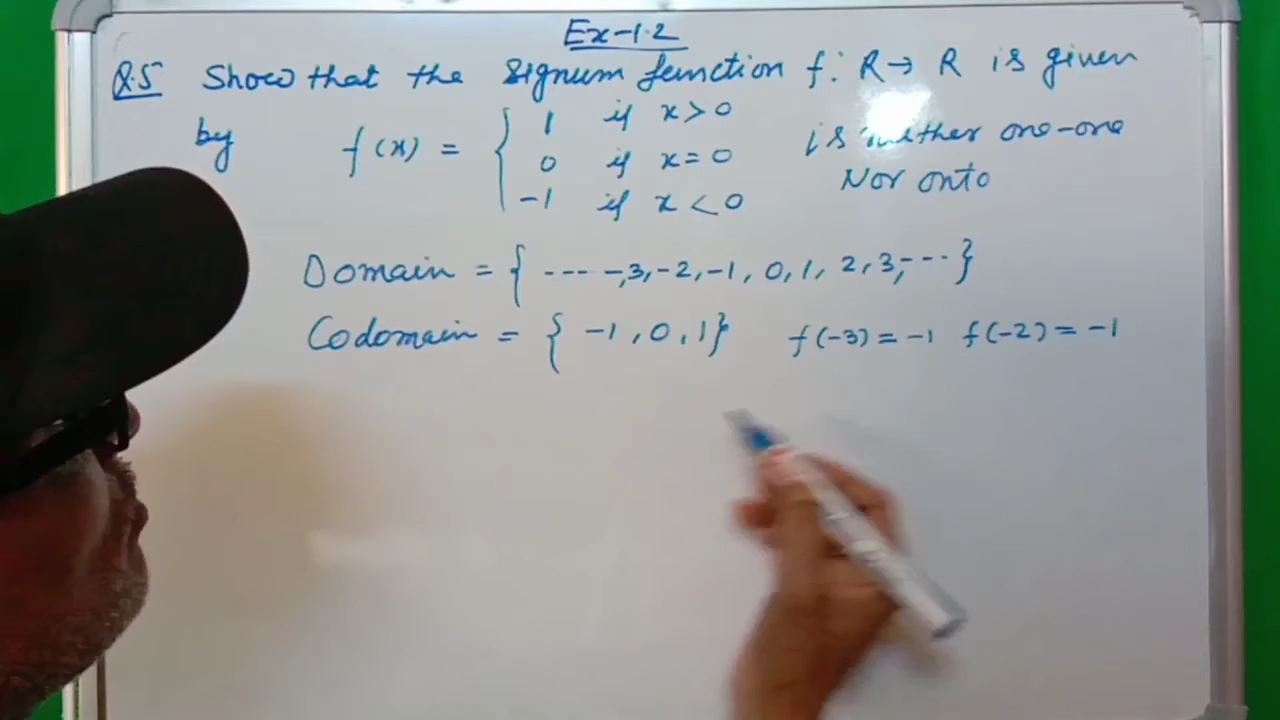 Ex-1.2
Q.5 Show that the signum function f: R→ R is given
by f(x) = { 1 if x > 0 is neither one-one
0 if x = 0 Nor onto
-1 if x < 0
Domain = { ---- -,3,-2,-1, 0,1, 2,3,--- }
Codomain = { -1,0,1} f(-3) = -1 f(-2) = -1